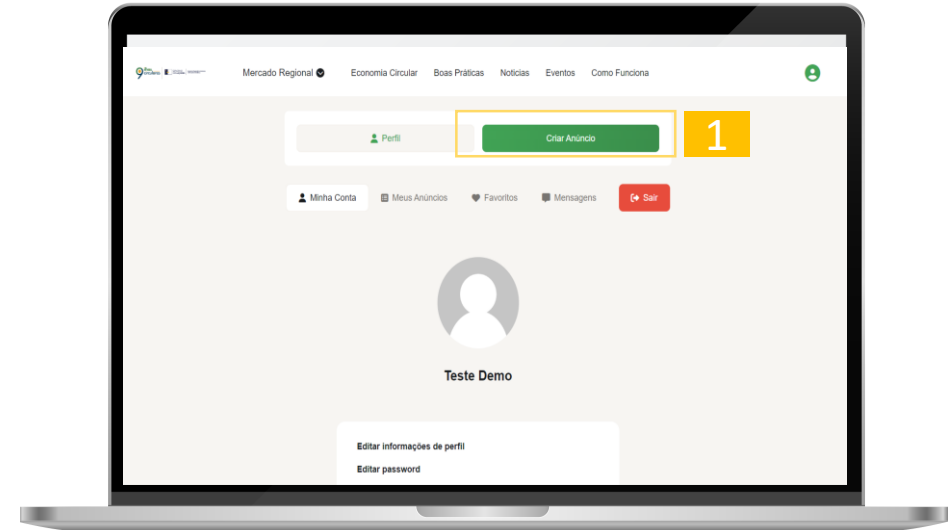 Mercado Regional Economia Circular Boas Práticas Noticias Eventos Como Funciona
Perfil Criar Anúncio 1
Minha Conta Meus Anúncios Favoritos Mensagens Sair
Teste Demo
Editar informações de perfil
Editar password